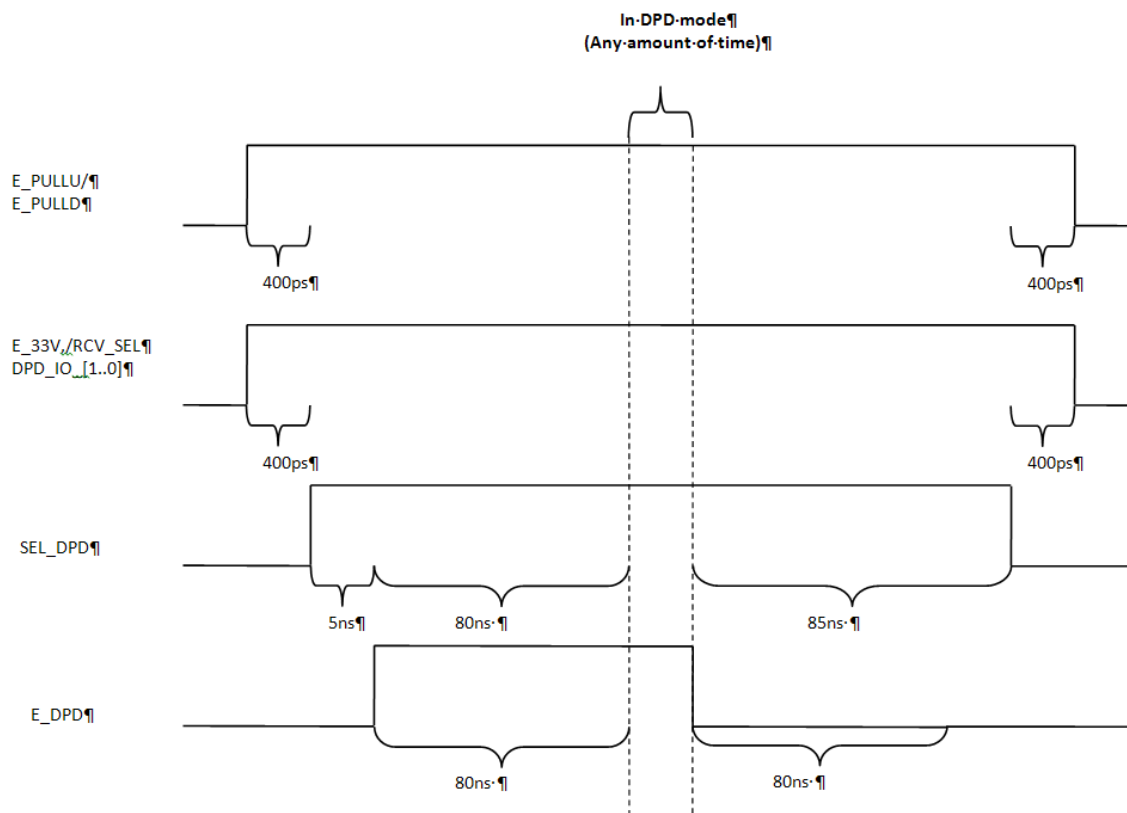 In·DPD·mode¶
(Any·amount·of·time)¶
E_PULLU/¶
E_PULLD¶
400ps¶
400ps¶
E_33V,/RCV_SEL¶
DPD_IO_[1..0]¶
400ps¶
400ps¶
SEL_DPD¶
5ns¶
80ns·¶
85ns·¶
E_DPD¶
80ns·¶
80ns·¶